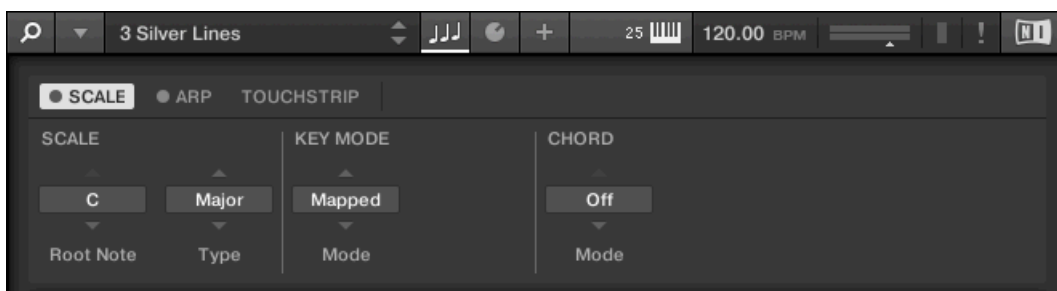 3 Silver Lines 25 120.00 BPM ! NI
SCALE ARP TOUCHSTRIP
SCALE KEY MODE CHORD
C Major Mapped Off
Root Note Type Mode Mode